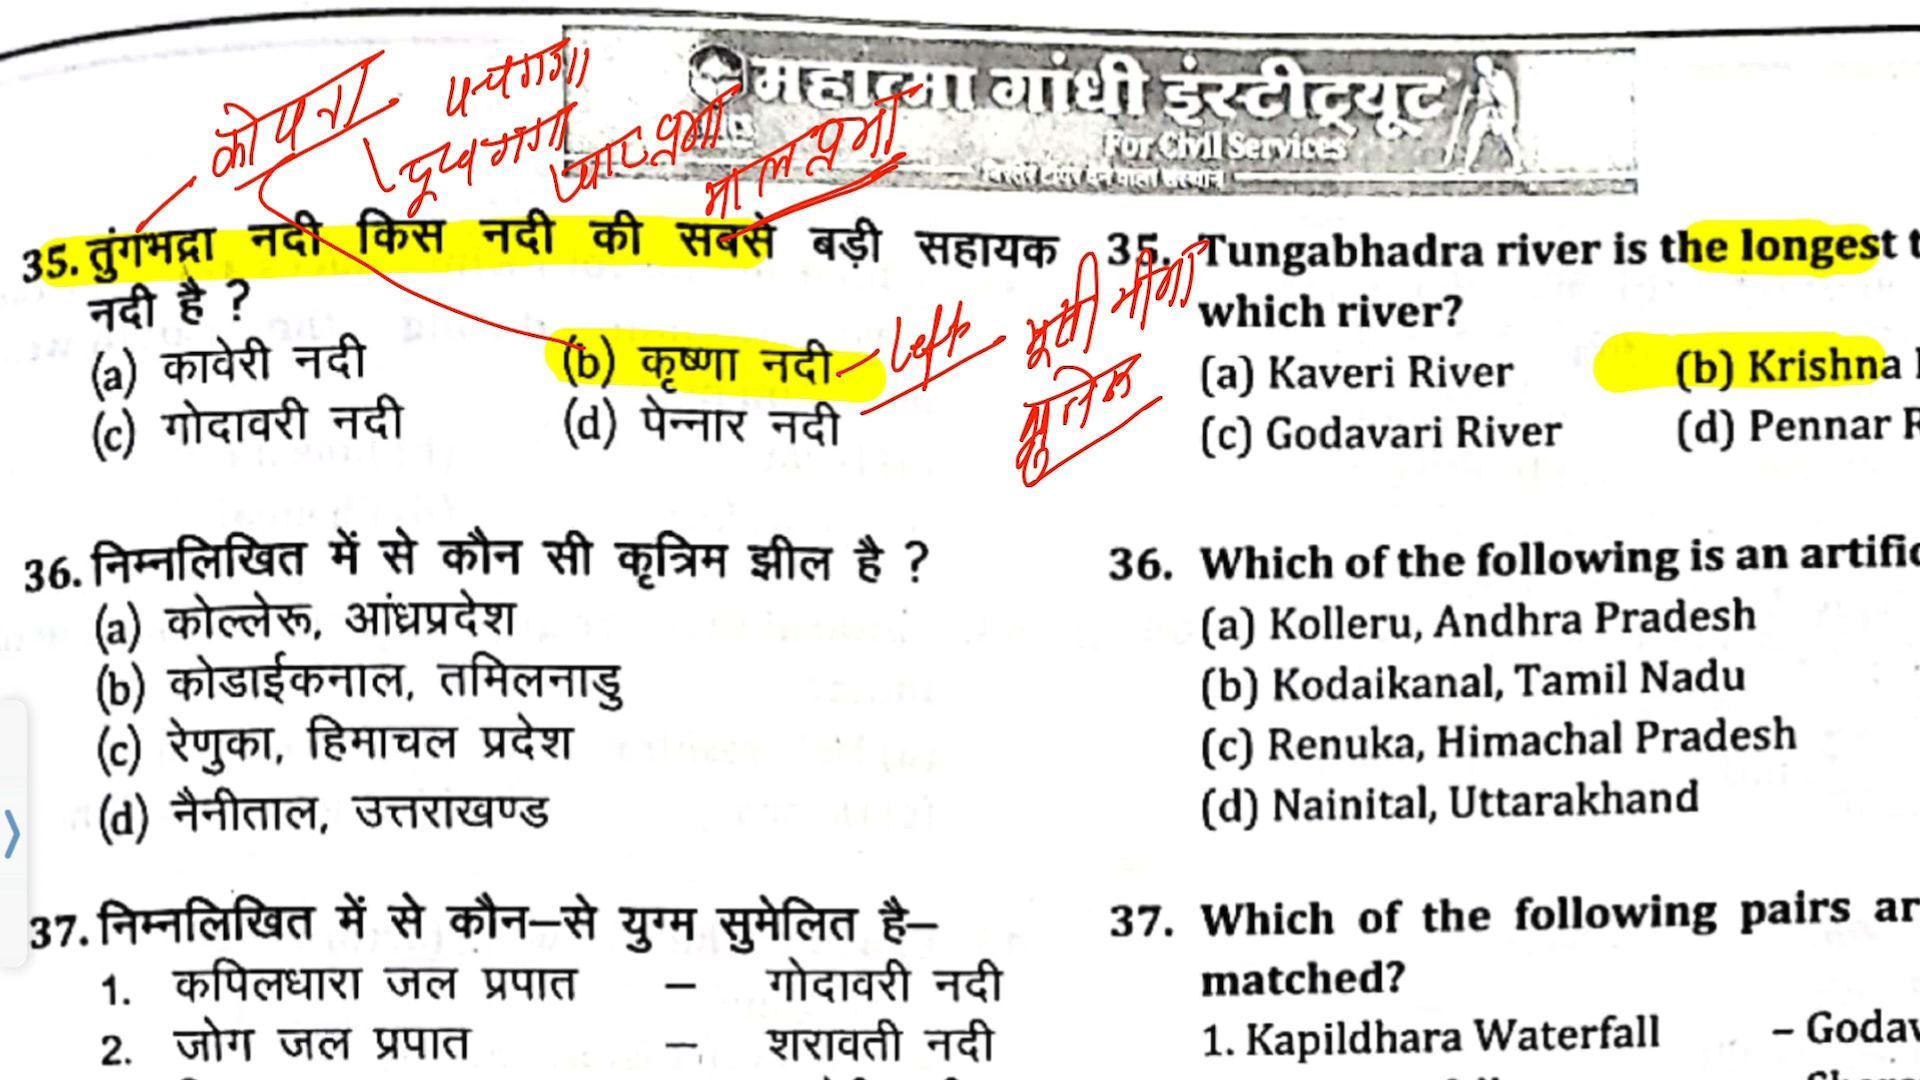 महात्मा गांधी इंस्टीट्रयूट
For Civil Services
कोयना पन्चगंगा
दूधगंगा घाटप्रभा मालप्रभा
35. तुंगभद्रा नदी किस नदी की सबसे बड़ी सहायक
नदी है ?
(a) कावेरी नदी (b) कृष्णा नदी - Left
(c) गोदावरी नदी (d) पेन्नार नदी
मूसी भीमा
36. निम्नलिखित में से कौन सी कृत्रिम झील है ?
(a) कोल्लेरू, आंधप्रदेश
(b) कोडाईकनाल, तमिलनाडु
(c) रेणुका, हिमाचल प्रदेश
(d) नैनीताल, उत्तराखण्ड
37. निम्नलिखित में से कौन–से युग्म सुमेलित है–
1. कपिलधारा जल प्रपात – गोदावरी नदी
2. जोग जल प्रपात – शरावती नदी
35. Tungabhadra river is the longest t
which river?
(a) Kaveri River (b) Krishna
(c) Godavari River (d) Pennar R
36. Which of the following is an artific
(a) Kolleru, Andhra Pradesh
(b) Kodaikanal, Tamil Nadu
(c) Renuka, Himachal Pradesh
(d) Nainital, Uttarakhand
37. Which of the following pairs ar
matched?
1. Kapildhara Waterfall – Godav